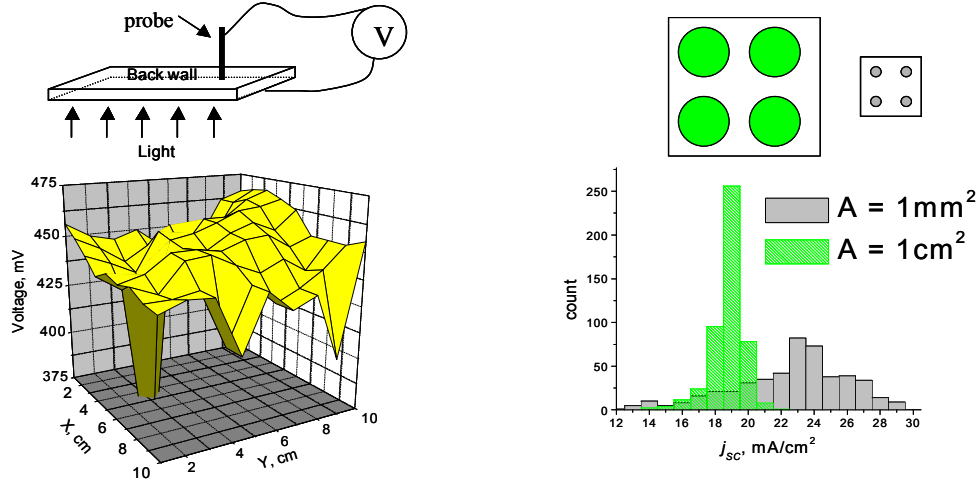 probe
V
Back wall
Light
475
450
425
400
375
Voltage, mV
2
4
6
8
10
X, cm
2
4
6
8
10
Y, cm
250
200
150
100
50
0
count
A = 1mm²
A = 1cm²
12 14 16 18 20 22 24 26 28 30
jsc, mA/cm²